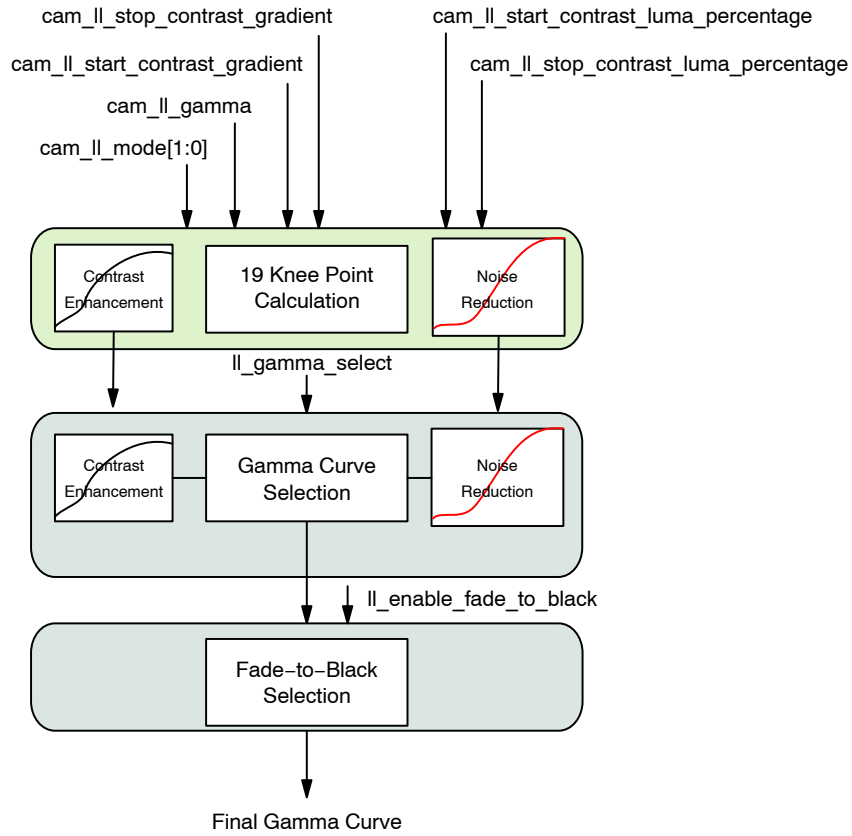 cam_ll_stop_contrast_gradient
cam_ll_start_contrast_luma_percentage
cam_ll_start_contrast_gradient
cam_ll_stop_contrast_luma_percentage
cam_ll_gamma
cam_ll_mode[1:0]
Contrast
Enhancement
19 Knee Point
Calculation
Noise
Reduction
ll_gamma_select
Contrast
Enhancement
Gamma Curve
Selection
Noise
Reduction
ll_enable_fade_to_black
Fade−to−Black
Selection
Final Gamma Curve